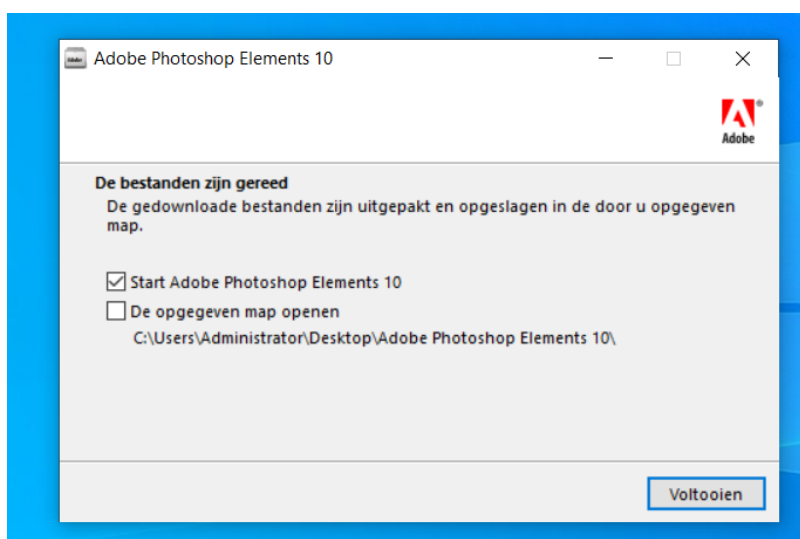 Adobe Photoshop Elements 10
Adobe
De bestanden zijn gereed
De gedownloade bestanden zijn uitgepakt en opgeslagen in de door u opgegeven
map.
Start Adobe Photoshop Elements 10
De opgegeven map openen
C:\Users\Administrator\Desktop\Adobe Photoshop Elements 10\
Voltooien